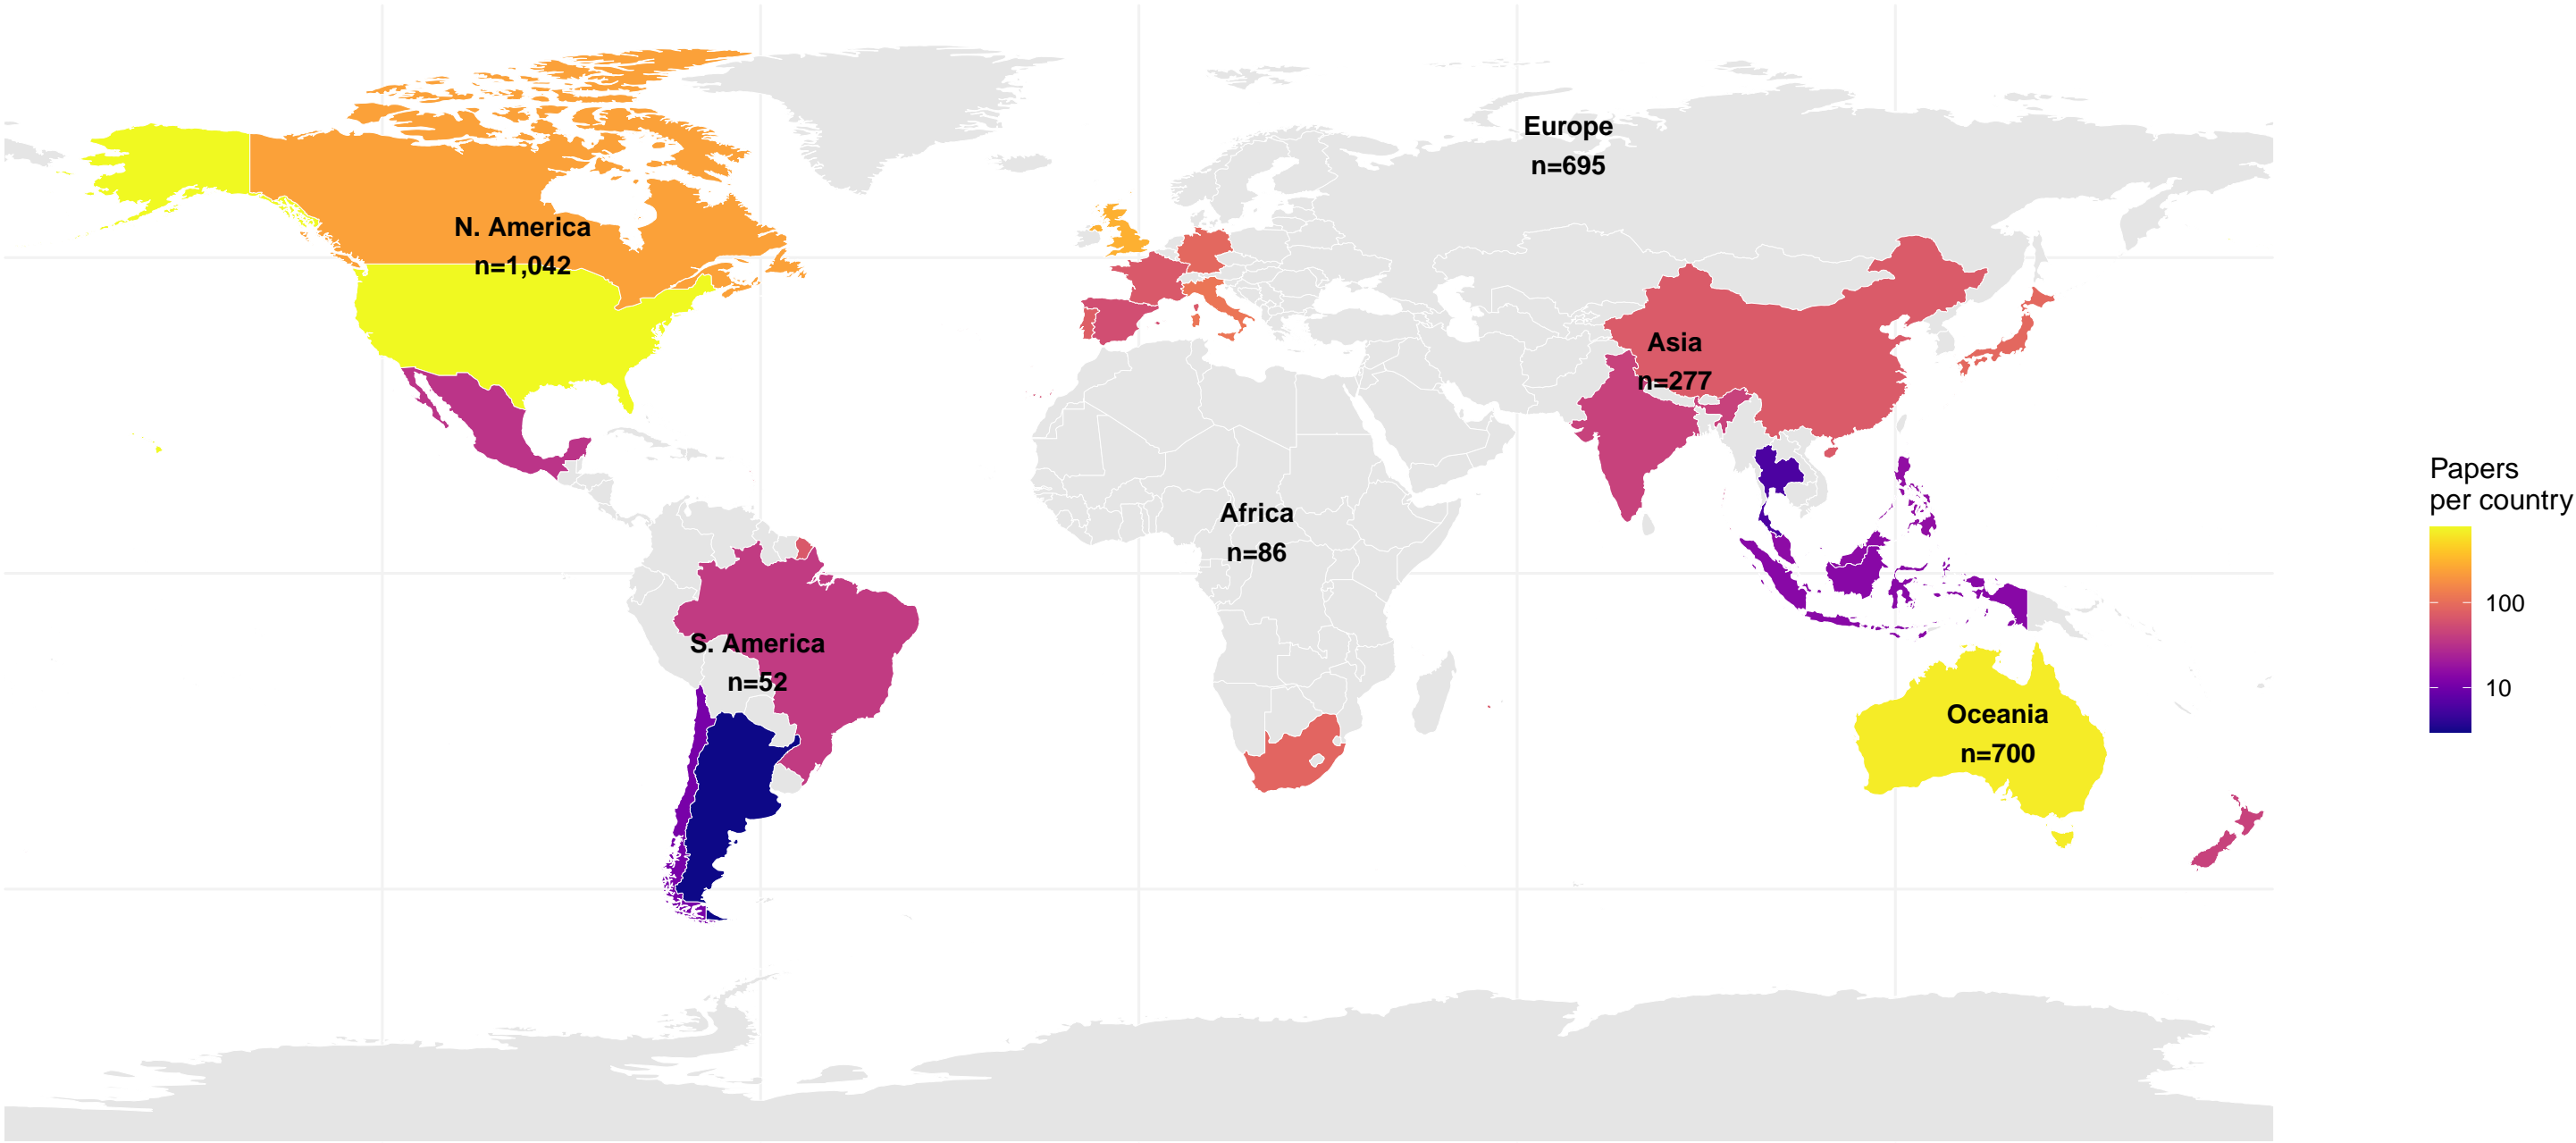 Europe
n=695
N. America
n=1,042
Asia
n=277
Africa
n=86
S. America
n=52
Oceania
n=700
Papers
per country
100
10